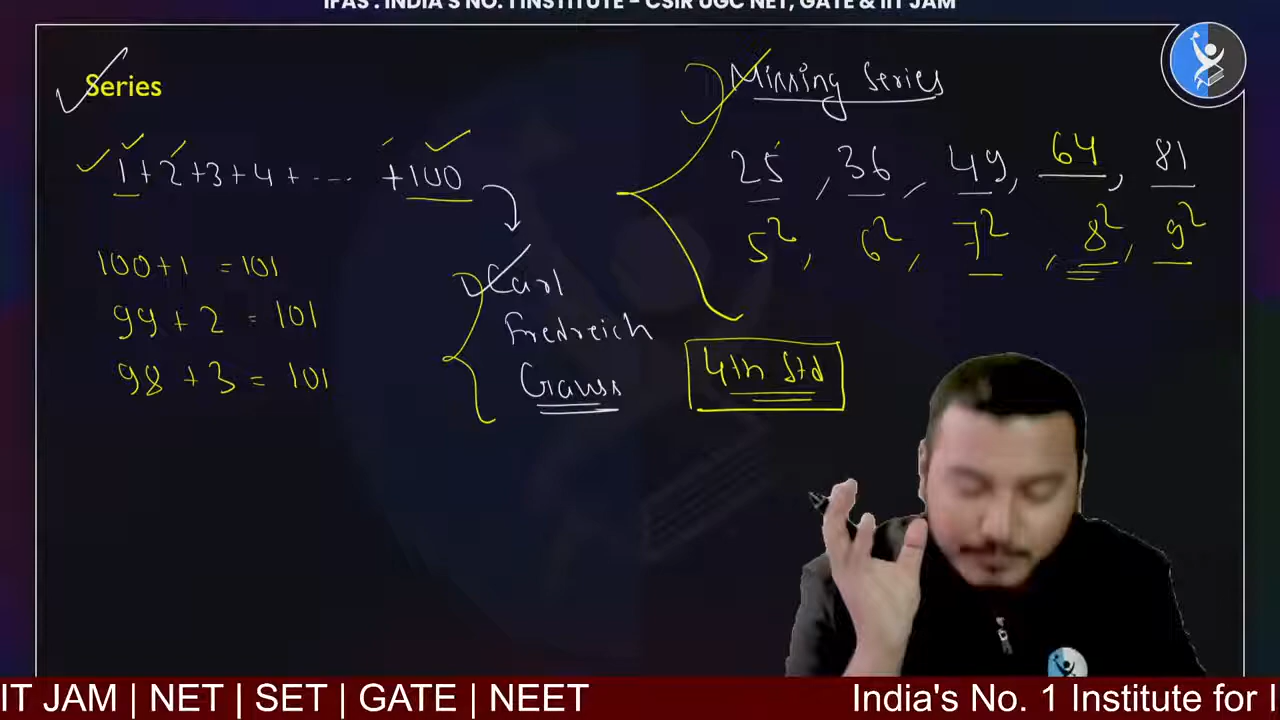 IFAS : INDIA'S NO. 1 INSTITUTE - CSIR UGC NET, GATE & IIT JAM
Series
1+2+3+4+.... +100
100+1 =101
99+2 = 101
98+3 = 101
Carl
Fredreich
Gauss
Missing Series
25, 36, 49, 64, 81
5², 6², 7², 8², 9²
4th Std
IIT JAM | NET | SET | GATE | NEET India's No. 1 Institute for I